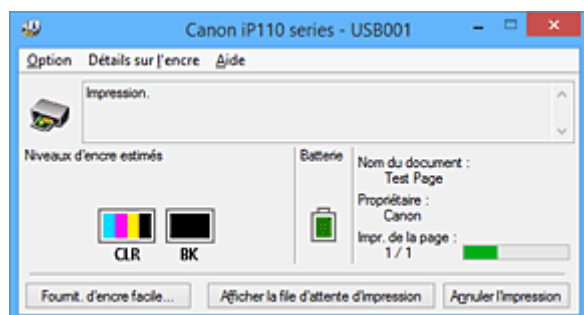 Canon iP110 series - USB001
Option Détails sur l'encre Aide
Impression.
Niveaux d'encre estimés
CLR BK
Batterie
Nom du document :
Test Page
Propriétaire :
Canon
Impr. de la page :
1 / 1
Fournit. d'encre facile...
Afficher la file d'attente d'impression
Annuler l'impression